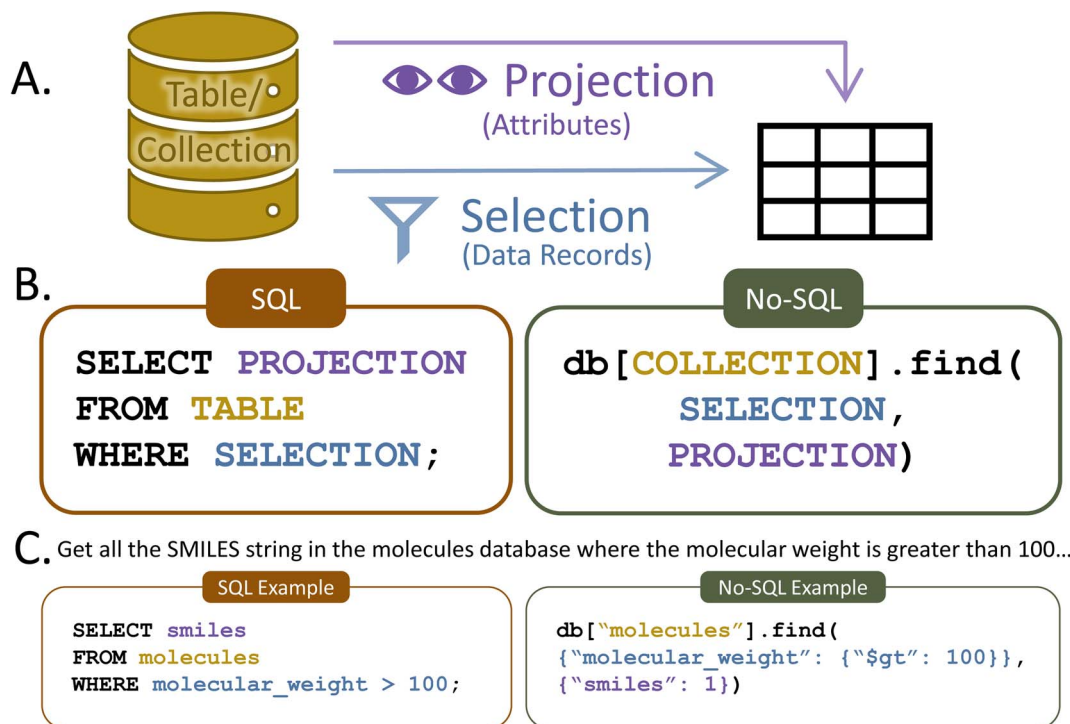 A.
Table/
Collection
Projection
(Attributes)
Selection
(Data Records)
B.
SQL
SELECT PROJECTION
FROM TABLE
WHERE SELECTION;
No-SQL
db[COLLECTION].find(
SELECTION,
PROJECTION)
C. Get all the SMILES string in the molecules database where the molecular weight is greater than 100…
SQL Example
SELECT smiles
FROM molecules
WHERE molecular_weight > 100;
No-SQL Example
db[“molecules”].find(
{“molecular_weight”: {“$gt”: 100}},
{“smiles”: 1})